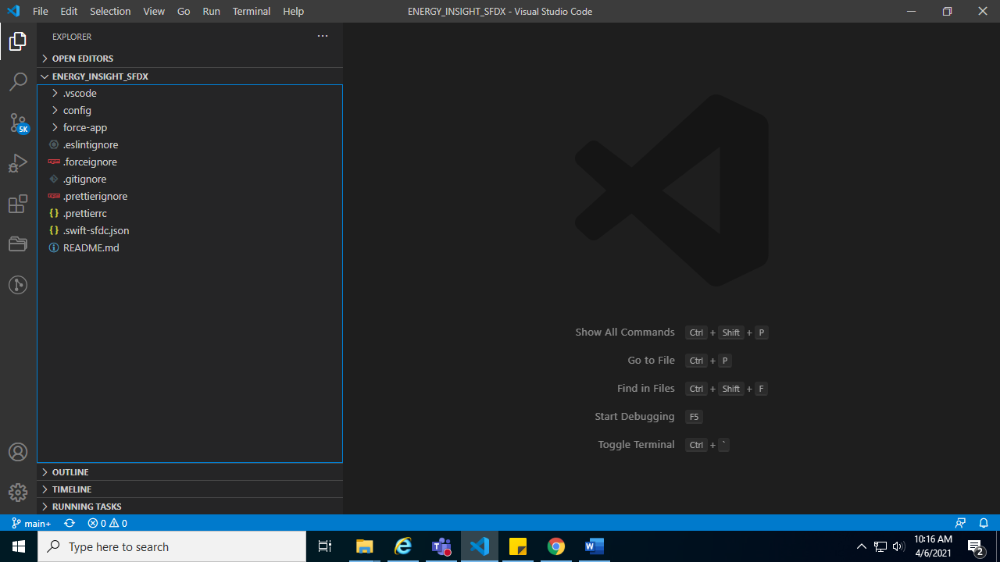 File Edit Selection View Go Run Terminal Help
ENERGY_INSIGHT_SFDX - Visual Studio Code
EXPLORER
OPEN EDITORS
ENERGY_INSIGHT_SFDX
.vscode
config
force-app
.eslintignore
.forceignore
.gitignore
.prettierignore
.prettierrc
.swift-sfdc.json
README.md
5K
Show All Commands Ctrl + Shift + P
Go to File Ctrl + P
Find in Files Ctrl + Shift + F
Start Debugging F5
Toggle Terminal Ctrl + `
OUTLINE
TIMELINE
RUNNING TASKS
main+ 0 0
Type here to search
10:16 AM
4/6/2021
2